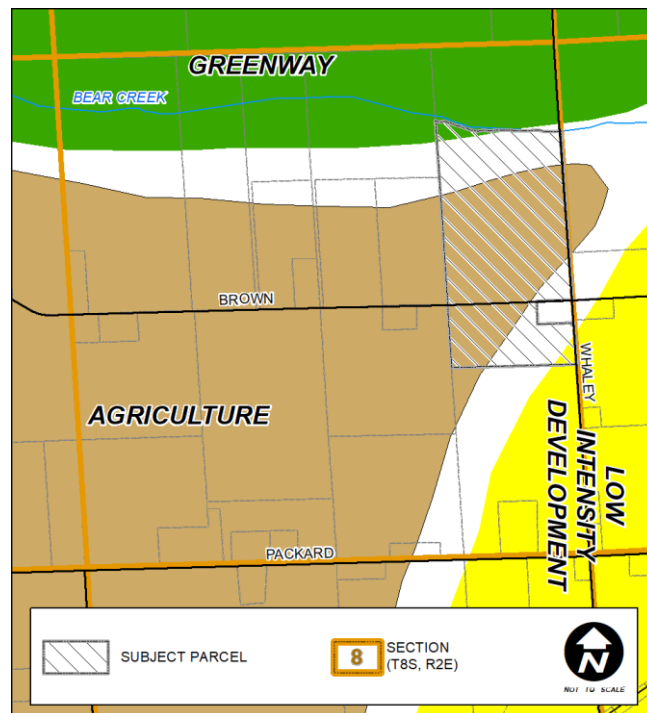 GREENWAY
BEAR CREEK
BROWN
WHALEY
AGRICULTURE
LOW
INTENSITY
DEVELOPMENT
PACKARD
SUBJECT PARCEL
8
SECTION
(T8S, R2E)
N
NOT TO SCALE